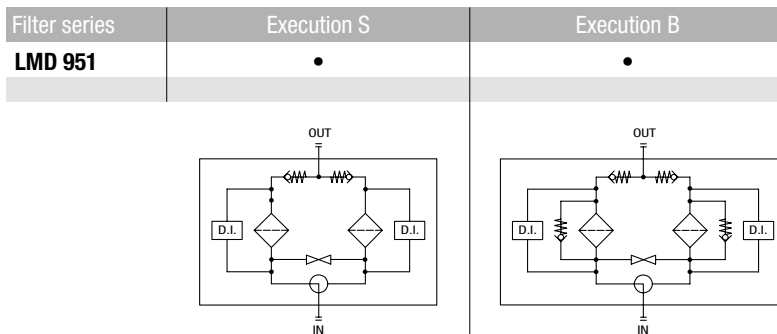 Filter series Execution S Execution B
LMD 951 • •
OUT OUT
D.I. D.I. D.I. D.I.
IN IN